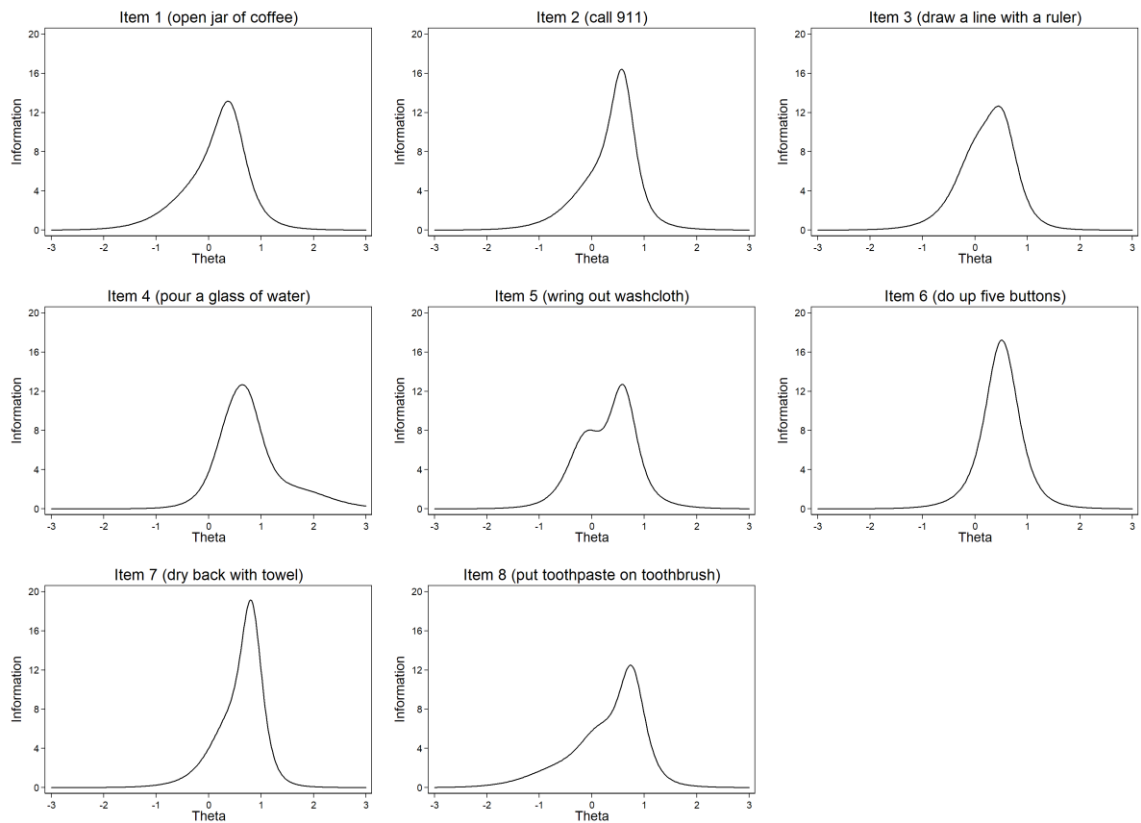 Item 1 (open jar of coffee)
20
16
12
8
4
0
Information
-3 -2 -1 0 1 2 3
Theta
Item 2 (call 911)
20
16
12
8
4
0
Information
-3 -2 -1 0 1 2 3
Theta
Item 3 (draw a line with a ruler)
20
16
12
8
4
0
Information
-3 -2 -1 0 1 2 3
Theta
Item 4 (pour a glass of water)
20
16
12
8
4
0
Information
-3 -2 -1 0 1 2 3
Theta
Item 5 (wring out washcloth)
20
16
12
8
4
0
Information
-3 -2 -1 0 1 2 3
Theta
Item 6 (do up five buttons)
20
16
12
8
4
0
Information
-3 -2 -1 0 1 2 3
Theta
Item 7 (dry back with towel)
20
16
12
8
4
0
Information
-3 -2 -1 0 1 2 3
Theta
Item 8 (put toothpaste on toothbrush)
20
16
12
8
4
0
Information
-3 -2 -1 0 1 2 3
Theta